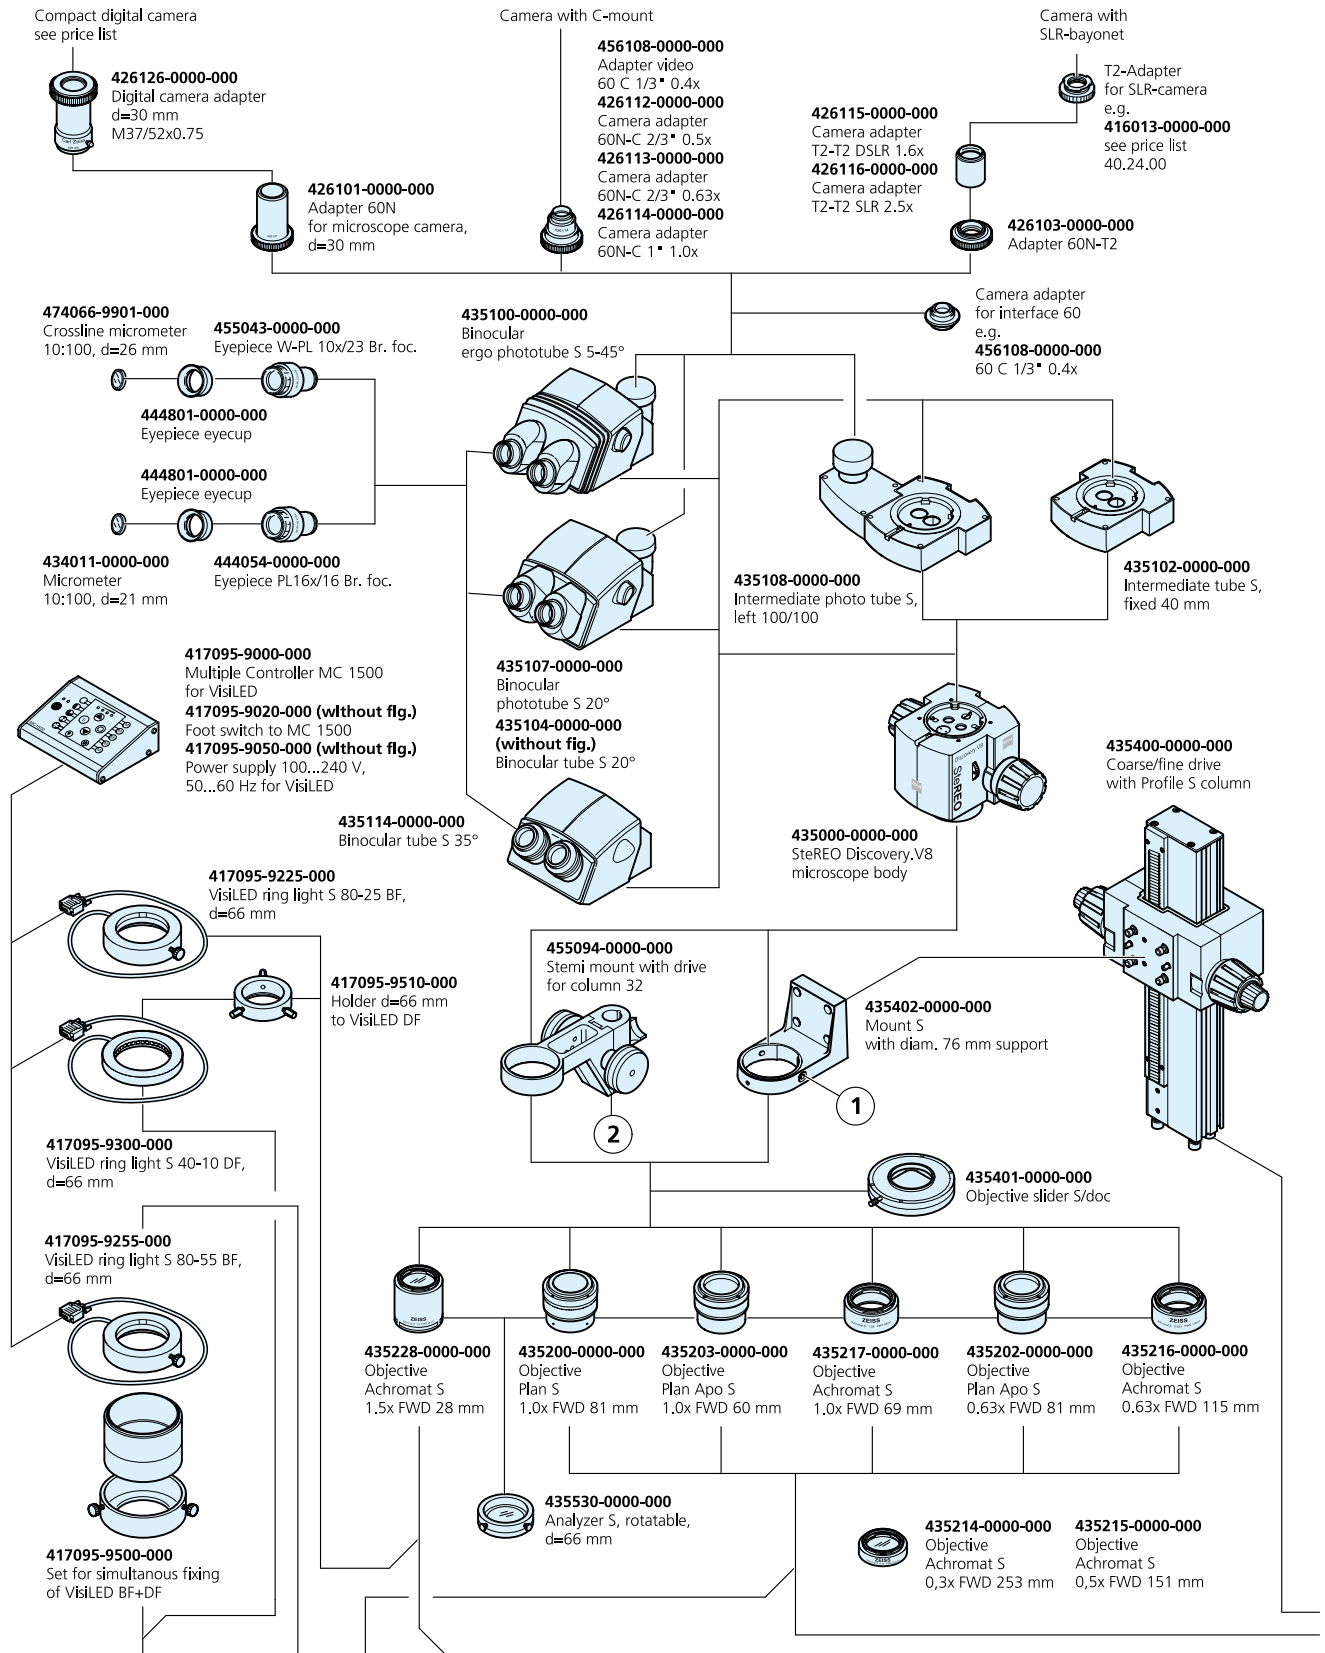 Compact digital camera
see price list
426126-0000-000
Digital camera adapter
d=30 mm
M37/52x0.75
Carl Zeiss
426101-0000-000
Adapter 60N
for microscope camera,
d=30 mm
Camera with C-mount
456108-0000-000
Adapter video
60 C 1/3" 0.4x
426112-0000-000
Camera adapter
60N-C 2/3" 0.5x
426113-0000-000
Camera adapter
60N-C 2/3" 0.63x
426114-0000-000
Camera adapter
60N-C 1" 1.0x
Camera with
SLR-bayonet
T2-Adapter
for SLR-camera
e.g.
416013-0000-000
see price list
40.24.00
426115-0000-000
Camera adapter
T2-T2 DSLR 1.6x
426116-0000-000
Camera adapter
T2-T2 SLR 2.5x
426103-0000-000
Adapter 60N-T2
Camera adapter
for interface 60
e.g.
456108-0000-000
60 C 1/3" 0.4x
474066-9901-000
Crossline micrometer
10:100, d=26 mm
455043-0000-000
Eyepiece W-PL 10x/23 Br. foc.
444801-0000-000
Eyepiece eyecup
444801-0000-000
Eyepiece eyecup
434011-0000-000
Micrometer
10:100, d=21 mm
444054-0000-000
Eyepiece PL16x/16 Br. foc.
435100-0000-000
Binocular
ergo phototube S 5-45°
435108-0000-000
Intermediate photo tube S,
left 100/100
435102-0000-000
Intermediate tube S,
fixed 40 mm
417095-9000-000
Multiple Controller MC 1500
for VisiLED
417095-9020-000 (without fig.)
Foot switch to MC 1500
417095-9050-000 (without fig.)
Power supply 100...240 V,
50...60 Hz for VisiLED
435107-0000-000
Binocular
phototube S 20°
435104-0000-000
(without fig.)
Binocular tube S 20°
435114-0000-000
Binocular tube S 35°
Discovery.V8
SteREO
435000-0000-000
SteREO Discovery.V8
microscope body
435400-0000-000
Coarse/fine drive
with Profile S column
417095-9225-000
VisiLED ring light S 80-25 BF,
d=66 mm
417095-9510-000
Holder d=66 mm
to VisiLED DF
455094-0000-000
Stemi mount with drive
for column 32
435402-0000-000
Mount S
with diam. 76 mm support
1
2
417095-9300-000
VisiLED ring light S 40-10 DF,
d=66 mm
435401-0000-000
Objective slider S/doc
417095-9255-000
VisiLED ring light S 80-55 BF,
d=66 mm
ZEISS
ZEISS
ZEISS
435228-0000-000
Objective
Achromat S
1.5x FWD 28 mm
435200-0000-000
Objective
Plan S
1.0x FWD 81 mm
435203-0000-000
Objective
Plan Apo S
1.0x FWD 60 mm
435217-0000-000
Objective
Achromat S
1.0x FWD 69 mm
435202-0000-000
Objective
Plan Apo S
0.63x FWD 81 mm
435216-0000-000
Objective
Achromat S
0.63x FWD 115 mm
435530-0000-000
Analyzer S, rotatable,
d=66 mm
ZEISS
435214-0000-000
Objective
Achromat S
0,3x FWD 253 mm
435215-0000-000
Objective
Achromat S
0,5x FWD 151 mm
417095-9500-000
Set for simultanous fixing
of VisiLED BF+DF